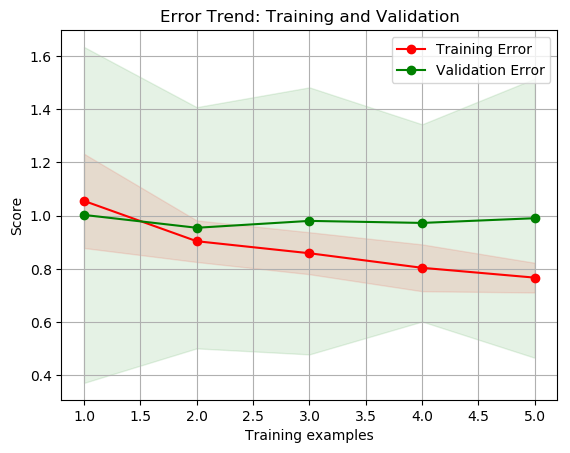 Error Trend: Training and Validation
Training Error
Validation Error
Score
1.6
1.4
1.2
1.0
0.8
0.6
0.4
1.0 1.5 2.0 2.5 3.0 3.5 4.0 4.5 5.0
Training examples